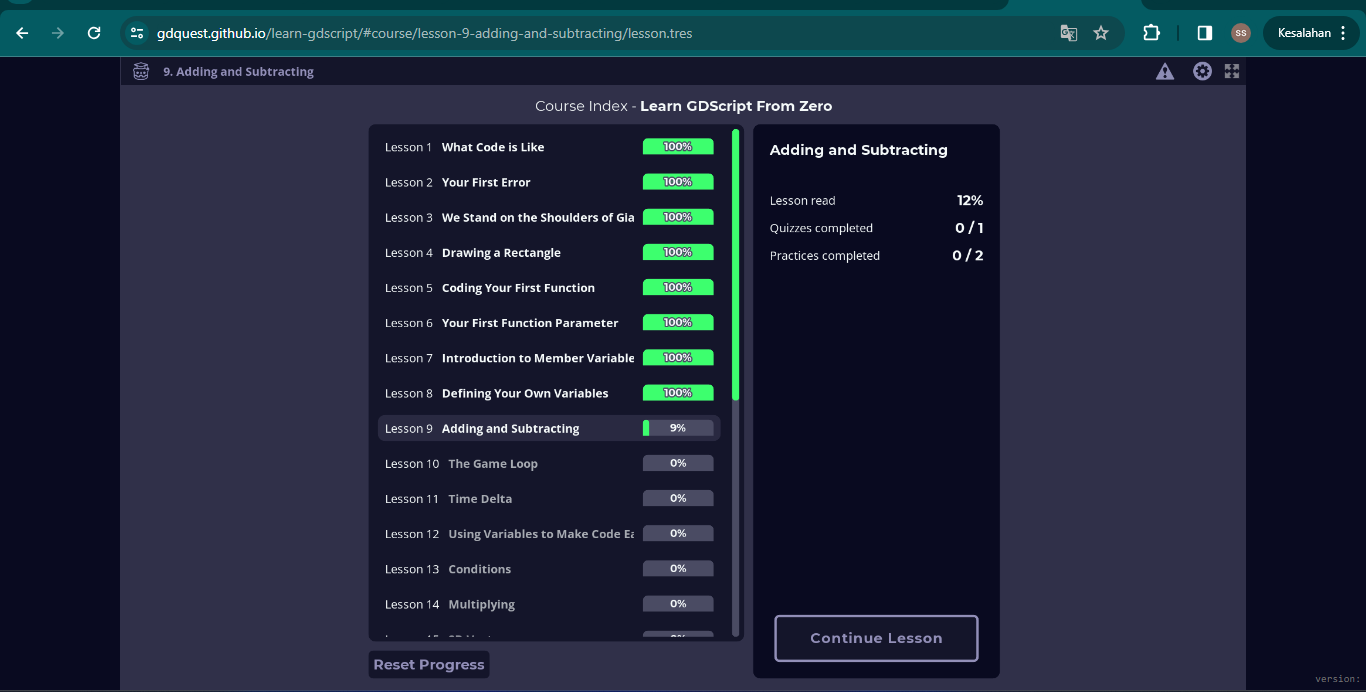 gdquest.github.io/learn-gdscript/#course/lesson-9-adding-and-subtracting/lesson.tres
SS
Kesalahan
9. Adding and Subtracting
Course Index - Learn GDScript From Zero
Lesson 1 What Code is Like 100%
Lesson 2 Your First Error 100%
Lesson 3 We Stand on the Shoulders of Gia 100%
Lesson 4 Drawing a Rectangle 100%
Lesson 5 Coding Your First Function 100%
Lesson 6 Your First Function Parameter 100%
Lesson 7 Introduction to Member Variable 100%
Lesson 8 Defining Your Own Variables 100%
Lesson 9 Adding and Subtracting 9%
Lesson 10 The Game Loop 0%
Lesson 11 Time Delta 0%
Lesson 12 Using Variables to Make Code Ea 0%
Lesson 13 Conditions 0%
Lesson 14 Multiplying 0%
Reset Progress
Adding and Subtracting
Lesson read 12%
Quizzes completed 0 / 1
Practices completed 0 / 2
Continue Lesson
version: